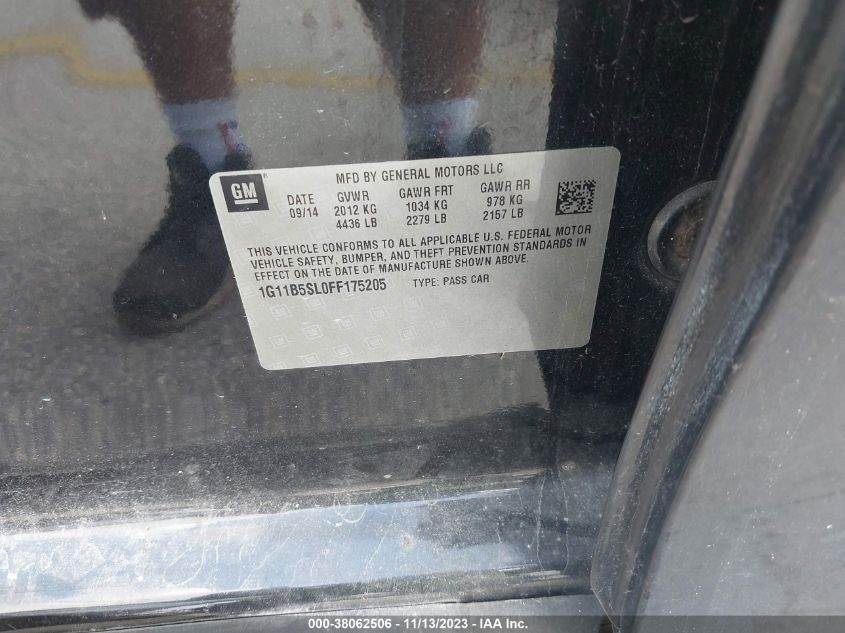 GM
MFD BY GENERAL MOTORS LLC
DATE GVWR GAWR FRT GAWR RR
09/14 2012 KG 1034 KG 978 KG
4436 LB 2279 LB 2157 LB
THIS VEHICLE CONFORMS TO ALL APPLICABLE U.S. FEDERAL MOTOR
VEHICLE SAFETY, BUMPER, AND THEFT PREVENTION STANDARDS IN
EFFECT ON THE DATE OF MANUFACTURE SHOWN ABOVE.
1G11B5SL0FF175205 TYPE: PASS CAR
000-38062506 - 11/13/2023 - IAA Inc.